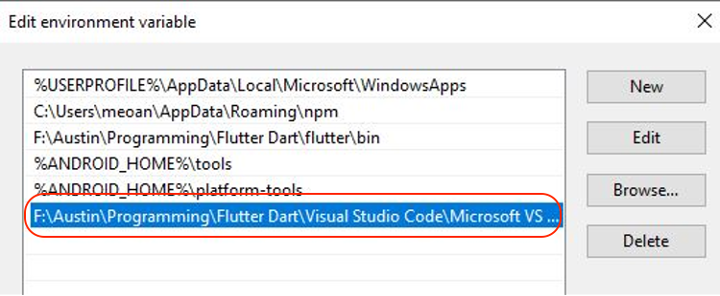 Edit environment variable
%USERPROFILE%\AppData\Local\Microsoft\WindowsApps
New
C:\Users\meoan\AppData\Roaming\npm
F:\Austin\Programming\Flutter Dart\flutter\bin
Edit
%ANDROID_HOME%\tools
%ANDROID_HOME%\platform-tools
Browse...
F:\Austin\Programming\Flutter Dart\Visual Studio Code\Microsoft VS ...
Delete